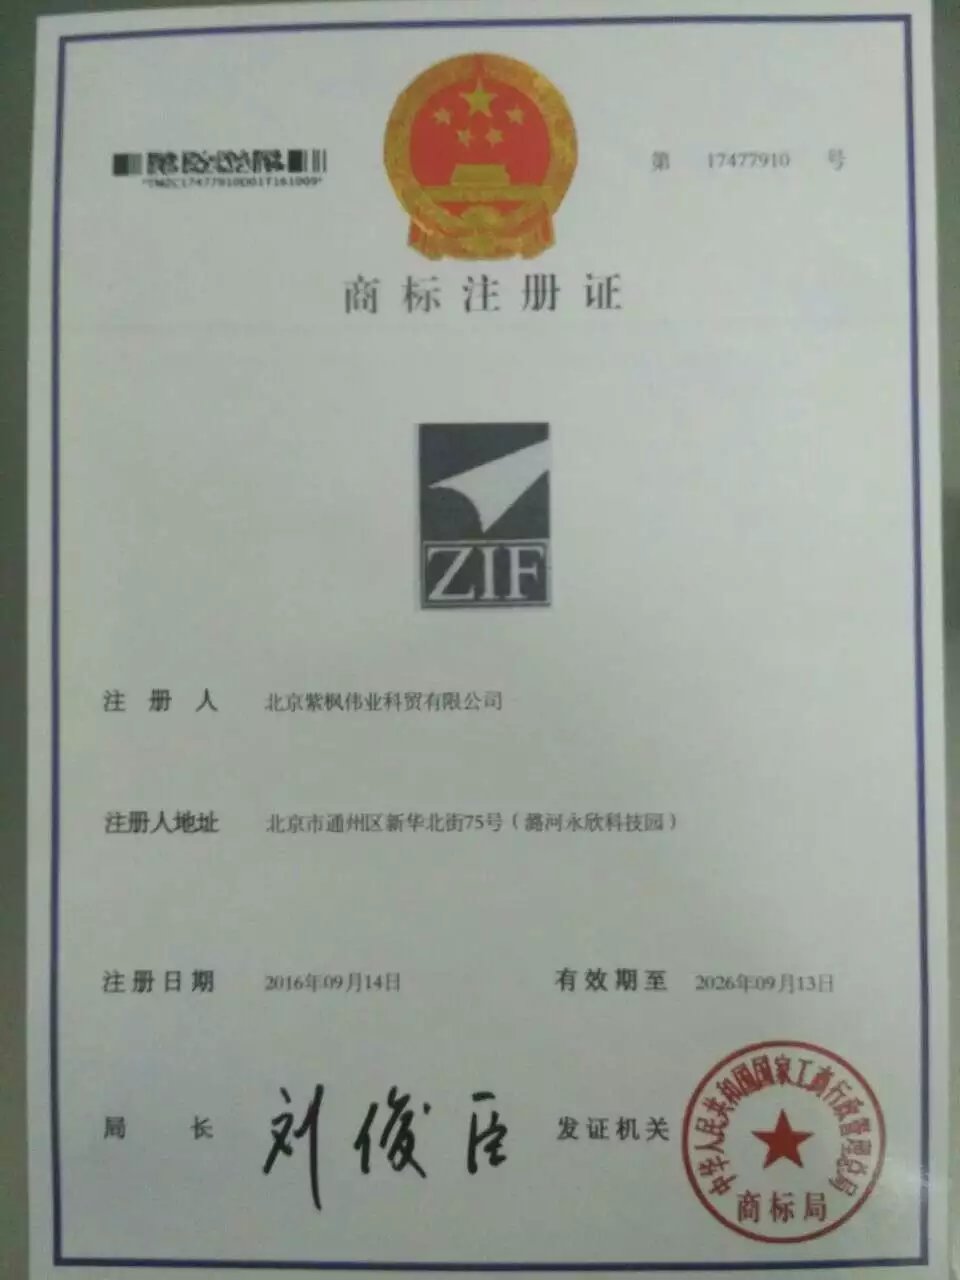 第 17477910 号
*TMZC17477910D01T161009*
商标注册证
ZIF
注册人 北京紫枫伟业科贸有限公司
注册人地址 北京市通州区新华北街75号（潞河永欣科技园）
注册日期 2016年09月14日 有效期至 2026年09月13日
局长 刘俊臣 发证机关
中华人民共和国国家工商行政管理总局
商标局